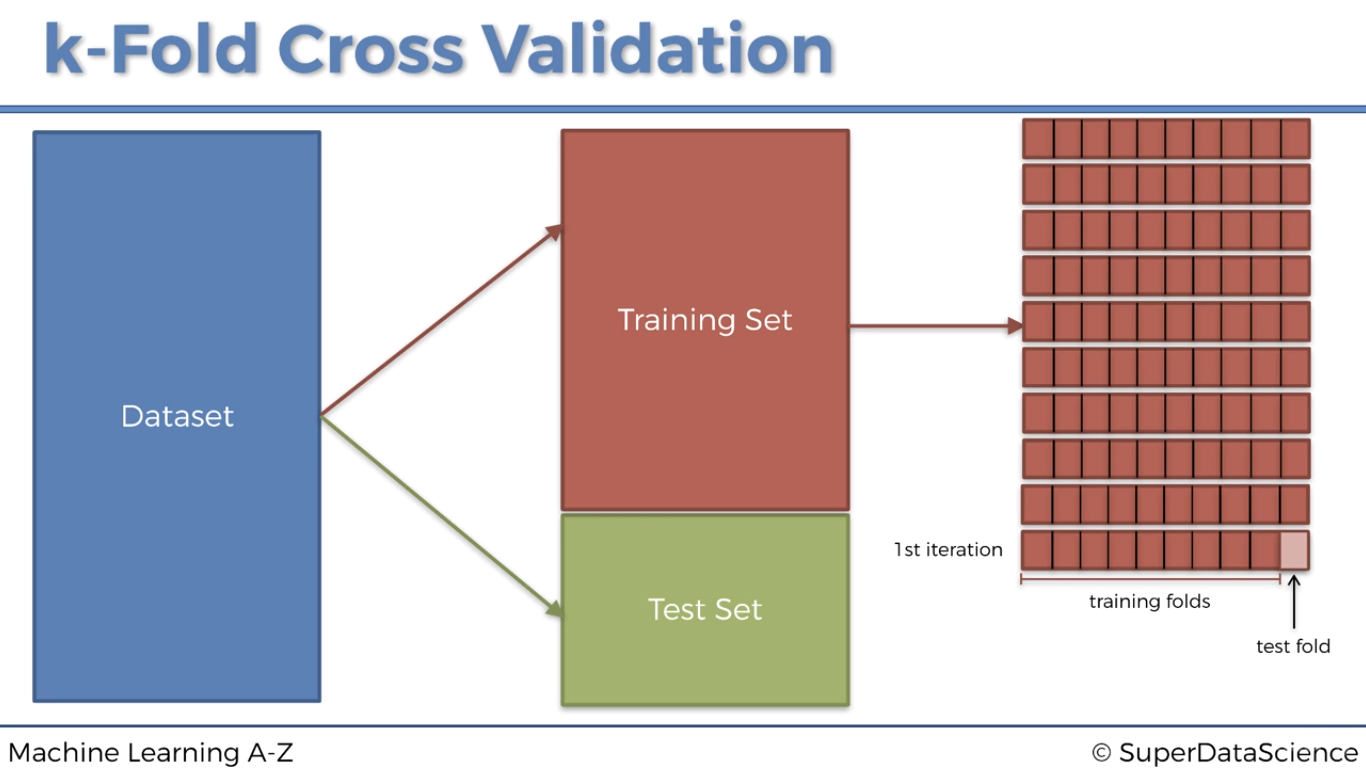 k-Fold Cross Validation
Dataset
Training Set
Test Set
1st iteration
training folds
test fold
Machine Learning A-Z
© SuperDataScience